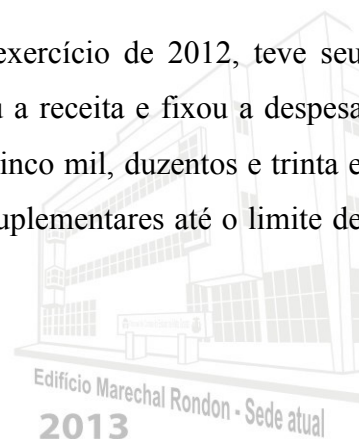 exercício de 2012, teve seu
a receita e fixou a despesa
inco mil, duzentos e trinta e
uplementares até o limite de
Edifício Marechal Rondon - Sede atual
2013